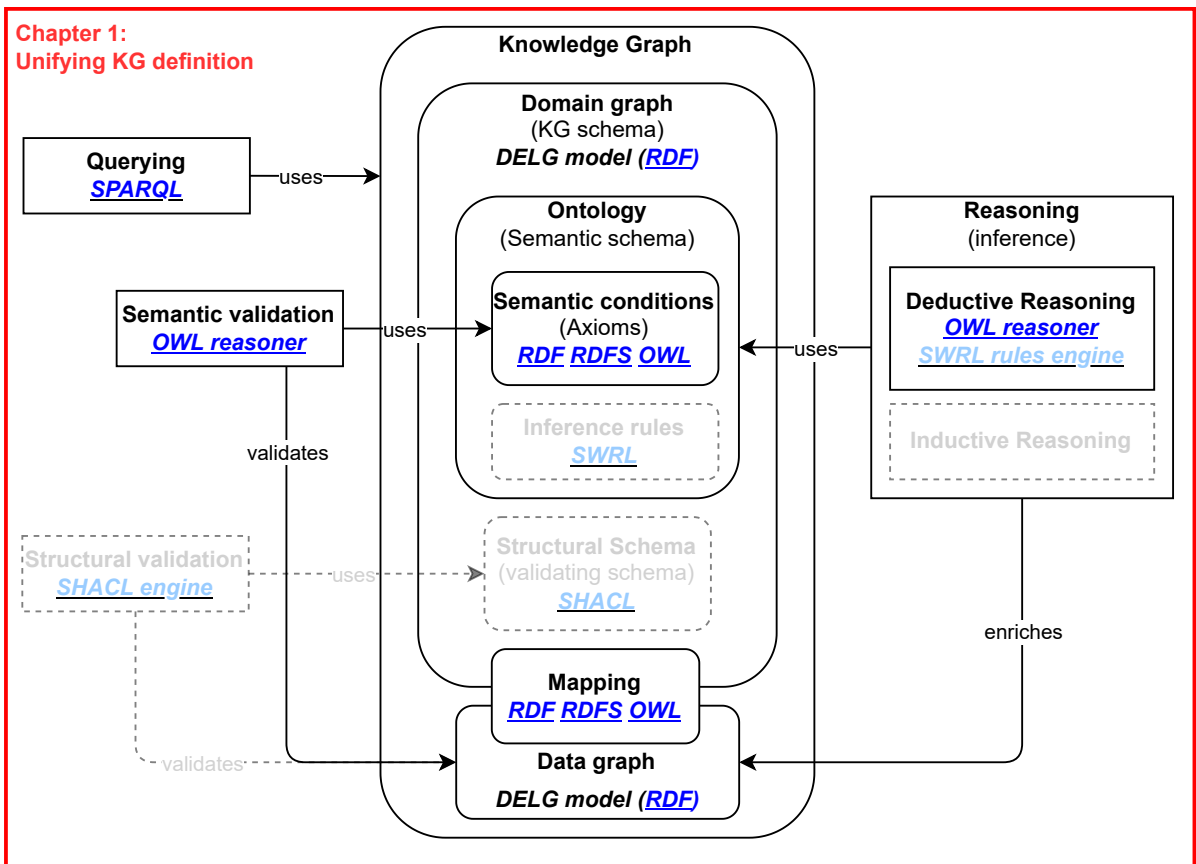 Chapter 1:
Unifying KG definition
Knowledge Graph
Domain graph
(KG schema)
DELG model (RDF)
Querying
SPARQL
uses
Ontology
(Semantic schema)
Reasoning
(inference)
Semantic conditions
(Axioms)
RDF RDFS OWL
Semantic validation
OWL reasoner
uses
Deductive Reasoning
OWL reasoner
SWRL rules engine
uses
Inference rules
SWRL
Inductive Reasoning
validates
Structural Schema
(validating schema)
SHACL
Structural validation
SHACL engine
uses
enriches
Mapping
RDF RDFS OWL
validates
Data graph
DELG model (RDF)